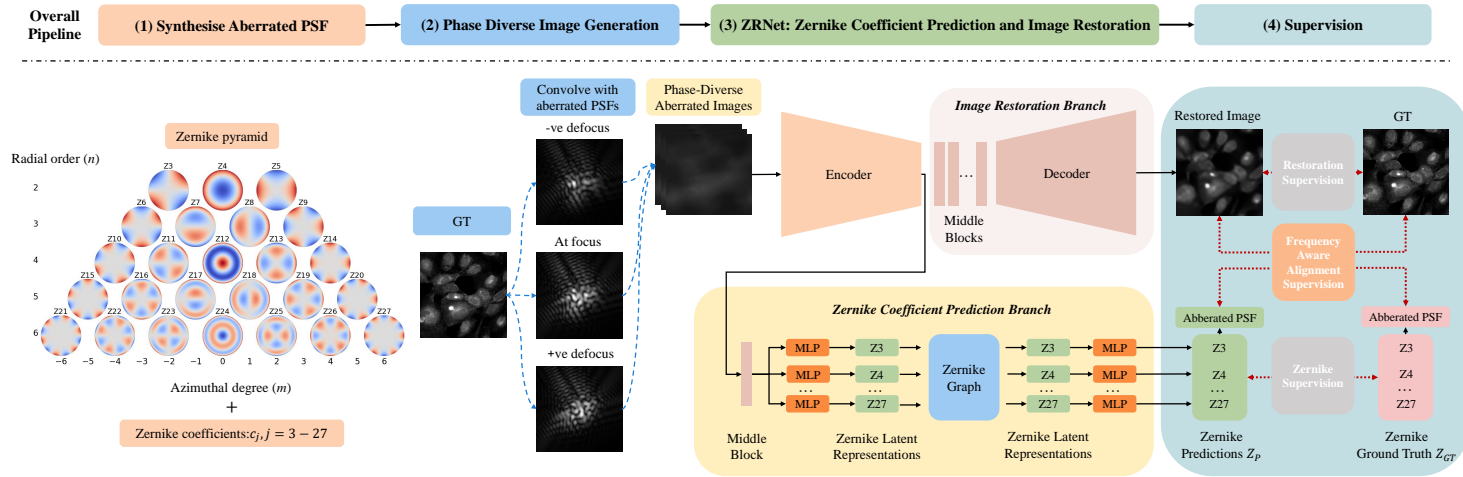 Overall
Pipeline
(1) Synthesise Aberrated PSF
(2) Phase Diverse Image Generation
(3) ZRNet: Zernike Coefficient Prediction and Image Restoration
(4) Supervision
Zernike pyramid
Radial order (n)
Z3 Z4 Z5
2
Z6 Z7 Z8 Z9
3
Z10 Z11 Z12 Z13 Z14
4
Z15 Z16 Z17 Z18 Z19 Z20
5
Z21 Z22 Z23 Z24 Z25 Z26 Z27
6
−6 −5 −4 −3 −2 −1 0 1 2 3 4 5 6
Azimuthal degree (m)
+
Zernike coefficients:c_j, j = 3 − 27
GT
Convolve with
aberrated PSFs
-ve defocus
At focus
+ve defocus
Phase-Diverse
Aberrated Images
Encoder
Image Restoration Branch
...
Middle
Blocks
Decoder
Zernike Coefficient Prediction Branch
Middle
Block
MLP Z3
MLP Z4
... ...
MLP Z27
Zernike Latent
Representations
Zernike
Graph
Z3 MLP
Z4 MLP
... ...
Z27 MLP
Zernike Latent
Representations
Restored Image
GT
Restoration
Supervision
Frequency
Aware
Alignment
Supervision
Abberated PSF
Abberated PSF
Z3
Z4
...
Z27
Zernike
Supervision
Z3
Z4
...
Z27
Zernike
Predictions Z_P
Zernike
Ground Truth Z_GT